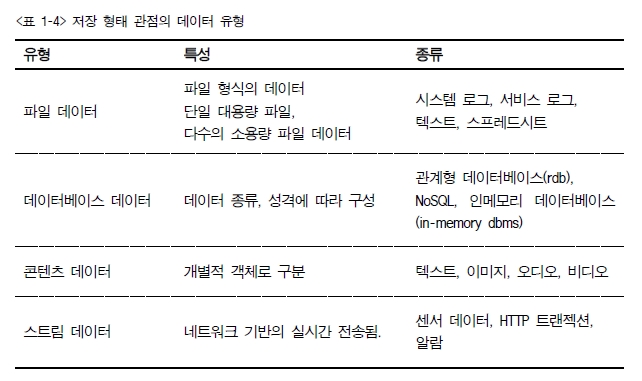 <표 1-4> 저장 형태 관점의 데이터 유형
유형 특성 종류
파일 데이터
파일 형식의 데이터
단일 대용량 파일,
다수의 소용량 파일 데이터
시스템 로그, 서비스 로그,
텍스트, 스프레드시트
데이터베이스 데이터
데이터 종류, 성격에 따라 구성
관계형 데이터베이스(rdb),
NoSQL, 인메모리 데이터베이스
(in-memory dbms)
콘텐츠 데이터
개별적 객체로 구분
텍스트, 이미지, 오디오, 비디오
스트림 데이터
네트워크 기반의 실시간 전송됨.
센서 데이터, HTTP 트랜젝션,
알람